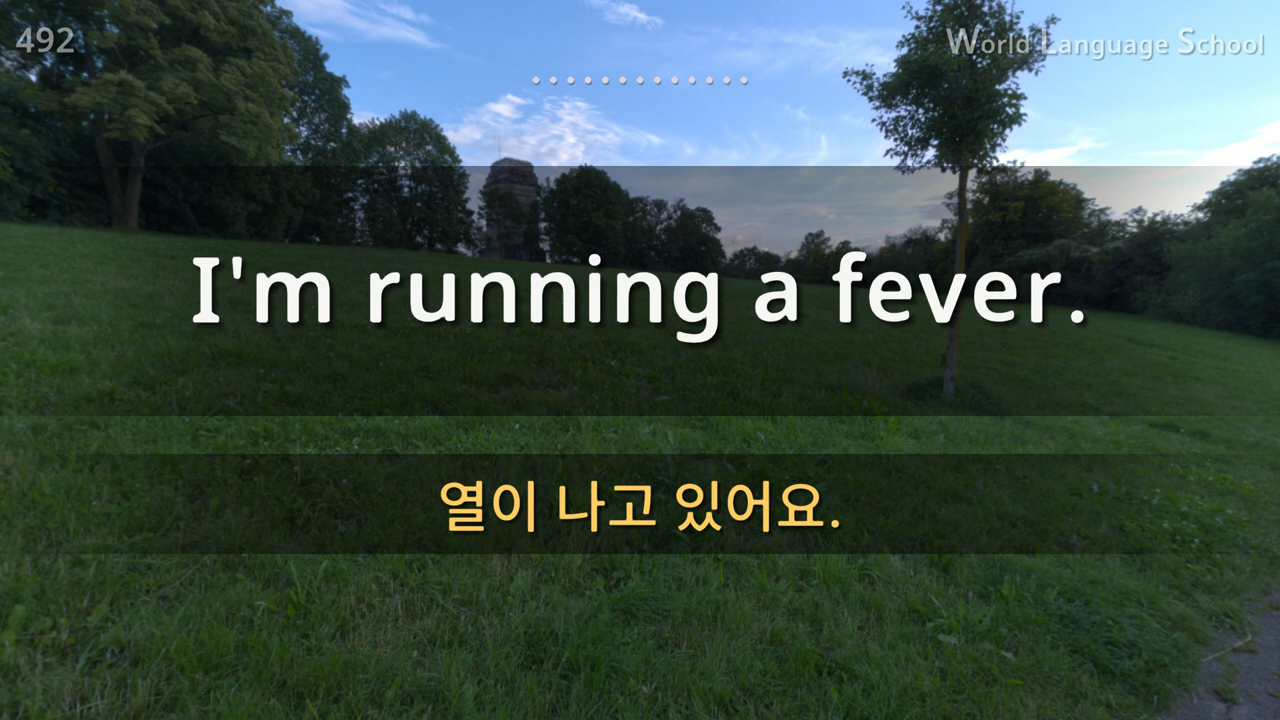 492
World Language School
I'm running a fever.
열이 나고 있어요.